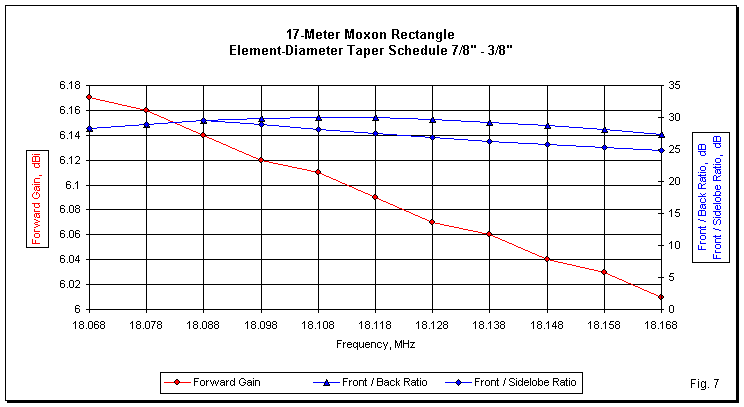 17-Meter Moxon Rectangle
Element-Diameter Taper Schedule 7/8" - 3/8"
Forward Gain, dBi
6.18
6.16
6.14
6.12
6.1
6.08
6.06
6.04
6.02
6
35
30
25
20
15
10
5
0
Front / Back Ratio, dB
Front / Sidelobe Ratio, dB
18.068 18.078 18.088 18.098 18.108 18.118 18.128 18.138 18.148 18.158 18.168
Frequency, MHz
Forward Gain Front / Back Ratio Front / Sidelobe Ratio
Fig. 7